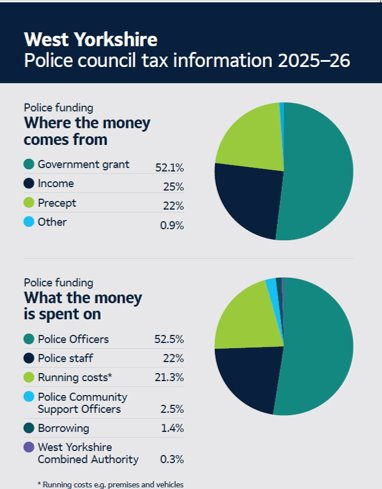 West Yorkshire
Police council tax information 2025–26
Police funding
Where the money
comes from
Government grant 52.1%
Income 25%
Precept 22%
Other 0.9%
Police funding
What the money
is spent on
Police Officers 52.5%
Police staff 22%
Running costs* 21.3%
Police Community
Support Officers 2.5%
Borrowing 1.4%
West Yorkshire
Combined Authority 0.3%
* Running costs e.g. premises and vehicles